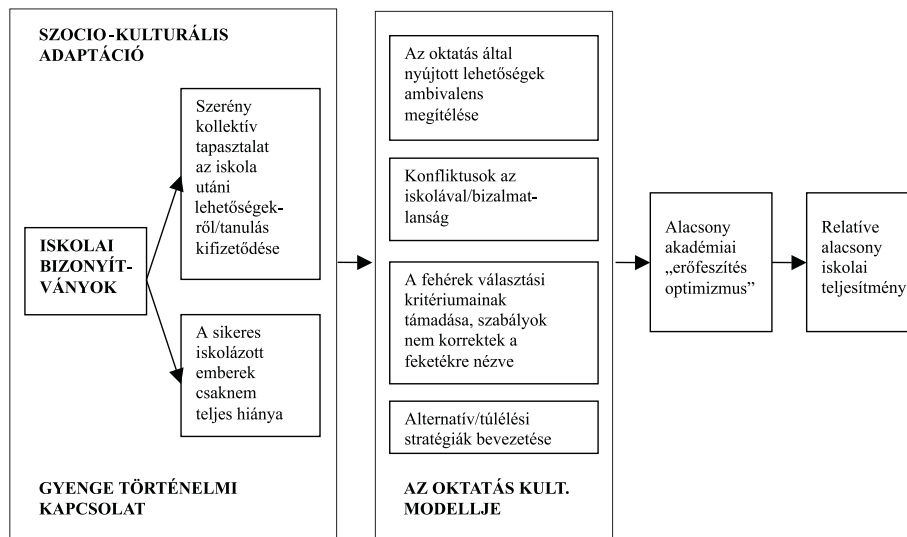 SZOCIO-KULTURÁLIS
ADAPTÁCIÓ
Szerény
kollektív
tapasztalat
az iskola
utáni
lehetőségek-
ről/tanulás
kifizetődése
ISKOLAI
BIZONYÍT-
VÁNYOK
A sikeres
iskolázott
emberek
csaknem
teljes hiánya
GYENGE TÖRTÉNELMI
KAPCSOLAT
Az oktatás által
nyújtott lehetőségek
ambivalens
megítélése
Konfliktusok az
iskolával/bizalmat-
lanság
A fehérek választási
kritériumainak
támadása, szabályok
nem korrektek a
feketékre nézve
Alternatív/túlélési
stratégiák bevezetése
AZ OKTATÁS KULT.
MODELLJE
Alacsony
akadémiai
„erőfeszítés
optimizmus”
Relatíve
alacsony
iskolai
teljesítmény